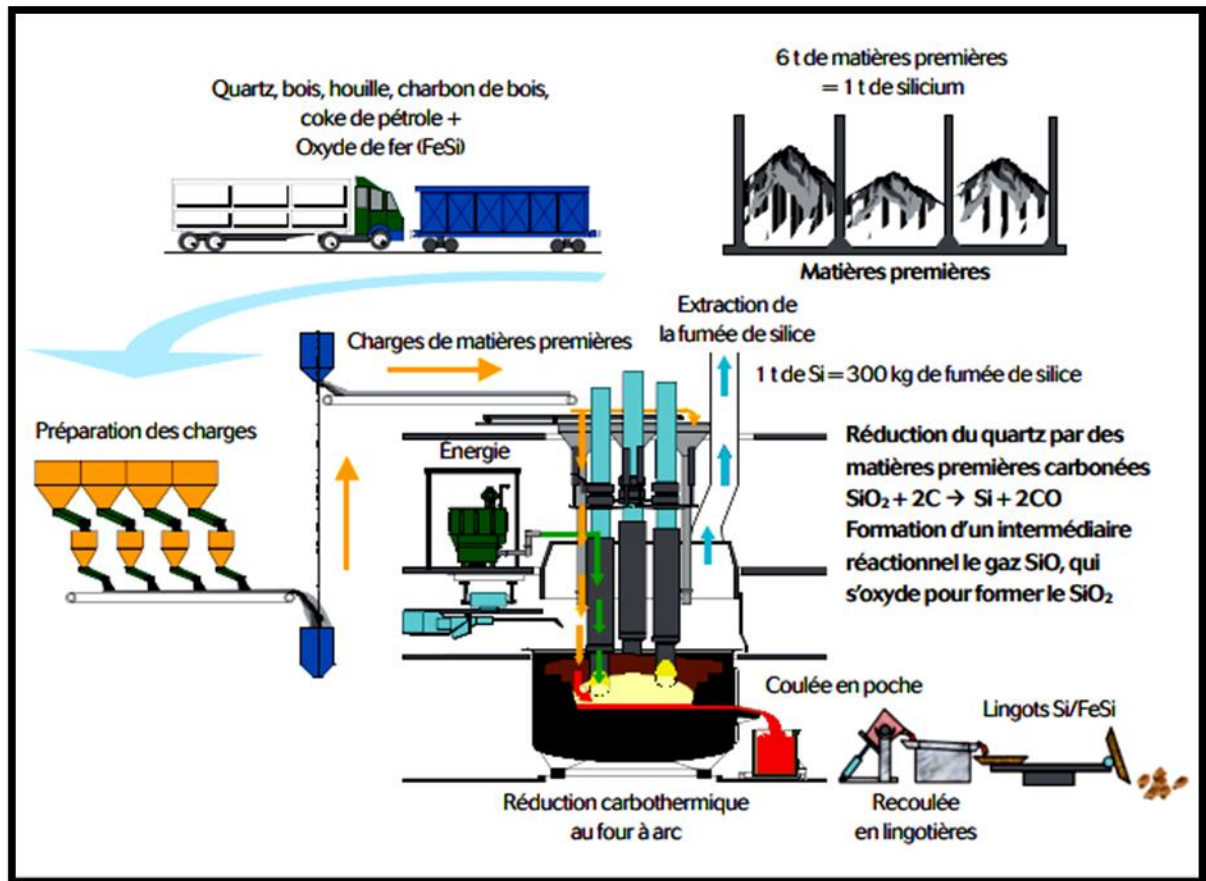 Quartz, bois, houille, charbon de bois,
coke de pétrole +
Oxyde de fer (FeSi)
6 t de matières premières
= 1 t de silicium
Matières premières
Extraction de
la fumée de silice
Charges de matières premières
1 t de Si = 300 kg de fumée de silice
Préparation des charges
Énergie
Réduction du quartz par des
matières premières carbonées
SiO₂ + 2C → Si + 2CO
Formation d’un intermédiaire
réactionnel le gaz SiO, qui
s’oxyde pour former le SiO₂
Coulée en poche
Lingots Si/FeSi
Réduction carbothermique
au four à arc
Recoulée
en lingotières